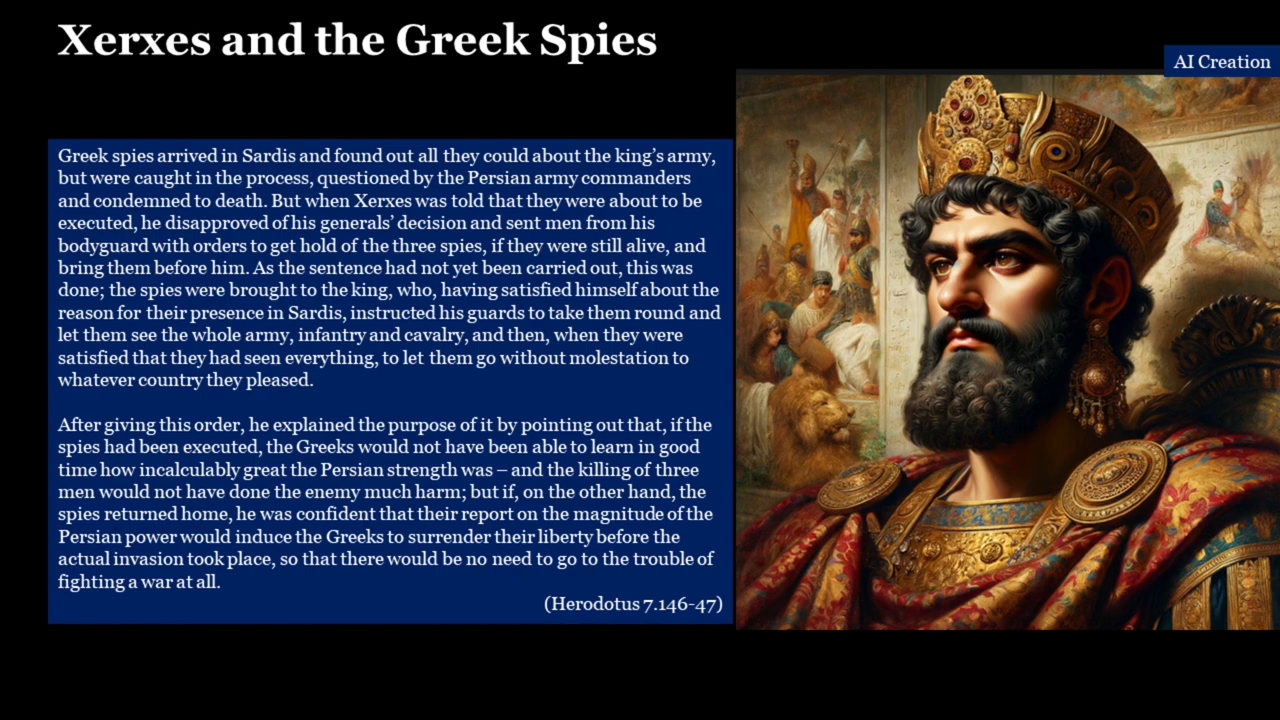 Xerxes and the Greek Spies
AI Creation
Greek spies arrived in Sardis and found out all they could about the king's army,
but were caught in the process, questioned by the Persian army commanders
and condemned to death. But when Xerxes was told that they were about to be
executed, he disapproved of his generals' decision and sent men from his
bodyguard with orders to get hold of the three spies, if they were still alive, and
bring them before him. As the sentence had not yet been carried out, this was
done; the spies were brought to the king, who, having satisfied himself about the
reason for their presence in Sardis, instructed his guards to take them round and
let them see the whole army, infantry and cavalry, and then, when they were
satisfied that they had seen everything, to let them go without molestation to
whatever country they pleased.
After giving this order, he explained the purpose of it by pointing out that, if the
spies had been executed, the Greeks would not have been able to learn in good
time how incalculably great the Persian strength was – and the killing of three
men would not have done the enemy much harm; but if, on the other hand, the
spies returned home, he was confident that their report on the magnitude of the
Persian power would induce the Greeks to surrender their liberty before the
actual invasion took place, so that there would be no need to go to the trouble of
fighting a war at all.
(Herodotus 7.146-47)